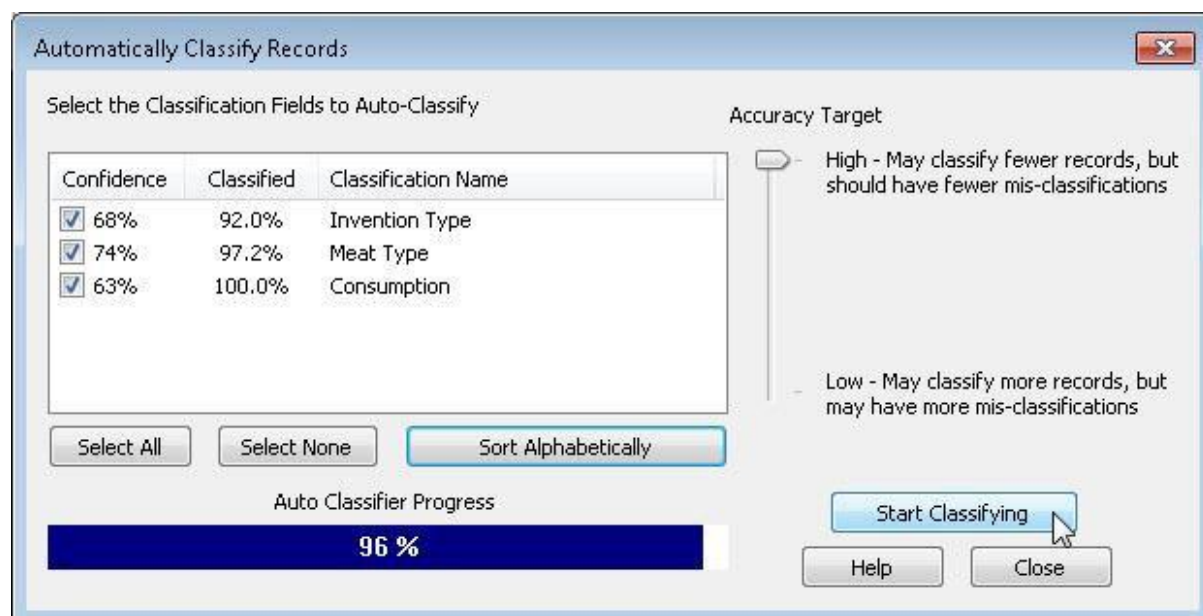 Automatically Classify Records
Select the Classification Fields to Auto-Classify
Accuracy Target
Confidence Classified Classification Name
68% 92.0% Invention Type
74% 97.2% Meat Type
63% 100.0% Consumption
High - May classify fewer records, but
should have fewer mis-classifications
Low - May classify more records, but
may have more mis-classifications
Select All Select None Sort Alphabetically
Auto Classifier Progress
96 %
Start Classifying
Help Close